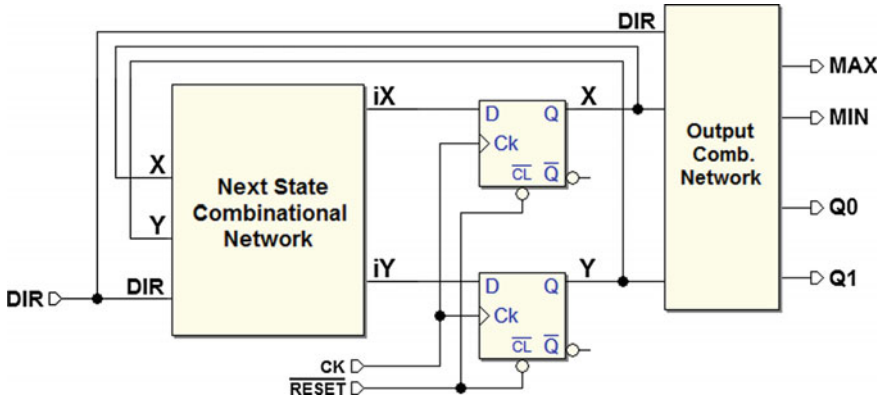 DIR
MAX
MIN
Q0
Q1
Output
Comb.
Network
X
Y
DIR
DIR
Next State
Combinational
Network
iX
iY
D
Q
Ck
CL
Q
X
D
Q
Ck
CL
Q
Y
CK
RESET